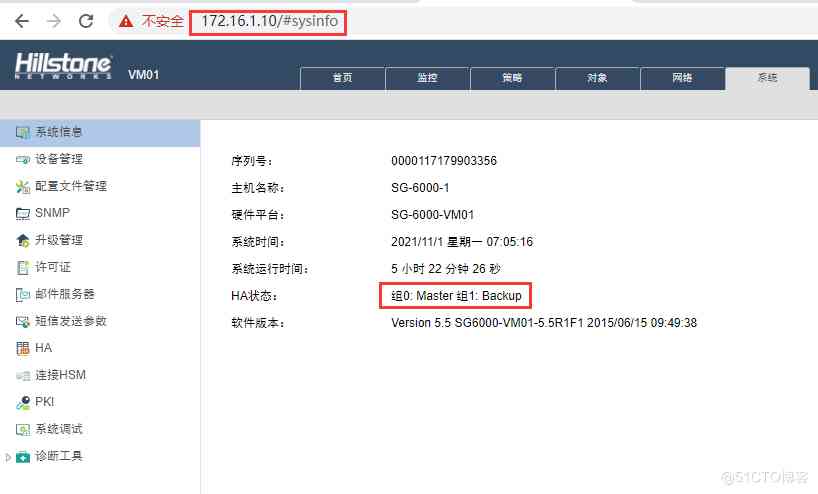 不安全 172.16.1.10/#sysinfo
Hillstone
NETWORKS
VM01
首页 监控 策略 对象 网络 系统
系统信息
设备管理
配置文件管理
SNMP
升级管理
许可证
邮件服务器
短信发送参数
HA
连接HSM
PKI
系统调试
诊断工具
序列号: 0000117179903356
主机名称: SG-6000-1
硬件平台: SG-6000-VM01
系统时间: 2021/11/1 星期一 07:05:16
系统运行时间: 5 小时 22 分钟 26 秒
HA状态: 组0: Master 组1: Backup
软件版本: Version 5.5 SG6000-VM01-5.5R1F1 2015/06/15 09:49:38
@51CTO博客